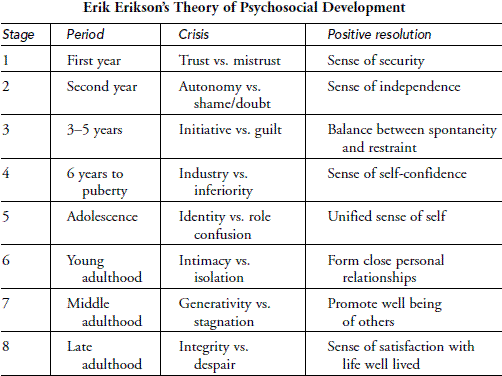 Erik Erikson's Theory of Psychosocial Development
Stage Period Crisis Positive resolution
1 First year Trust vs. mistrust Sense of security
2 Second year Autonomy vs. Sense of independence
shame/doubt
3 3–5 years Initiative vs. guilt Balance between spontaneity
and restraint
4 6 years to Industry vs. Sense of self-confidence
puberty inferiority
5 Adolescence Identity vs. role Unified sense of self
confusion
6 Young Intimacy vs. Form close personal
adulthood isolation relationships
7 Middle Generativity vs. Promote well being
adulthood stagnation of others
8 Late Integrity vs. Sense of satisfaction with
adulthood despair life well lived